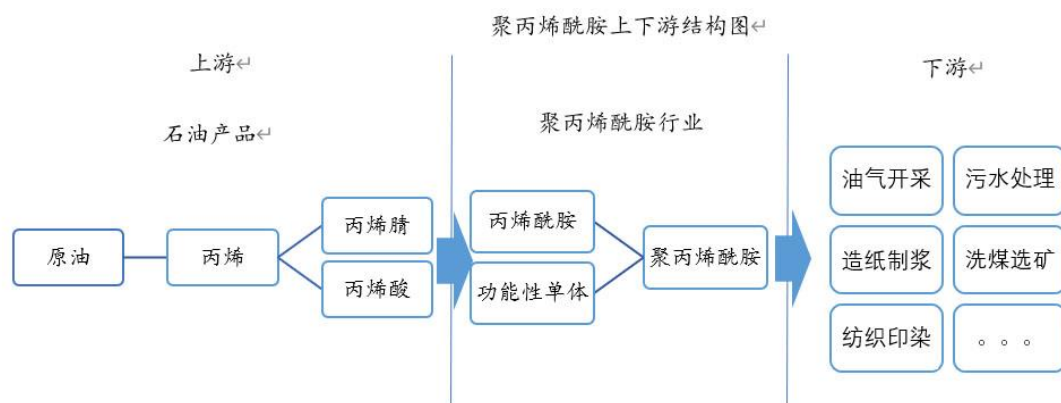 聚丙烯酰胺上下游结构图↵
上游↵
下游↵
石油产品↵
聚丙烯酰胺行业
原油
丙烯
丙烯腈
丙烯酸
丙烯酰胺
功能性单体
聚丙烯酰胺
油气开采
污水处理
造纸制浆
洗煤选矿
纺织印染
。。。